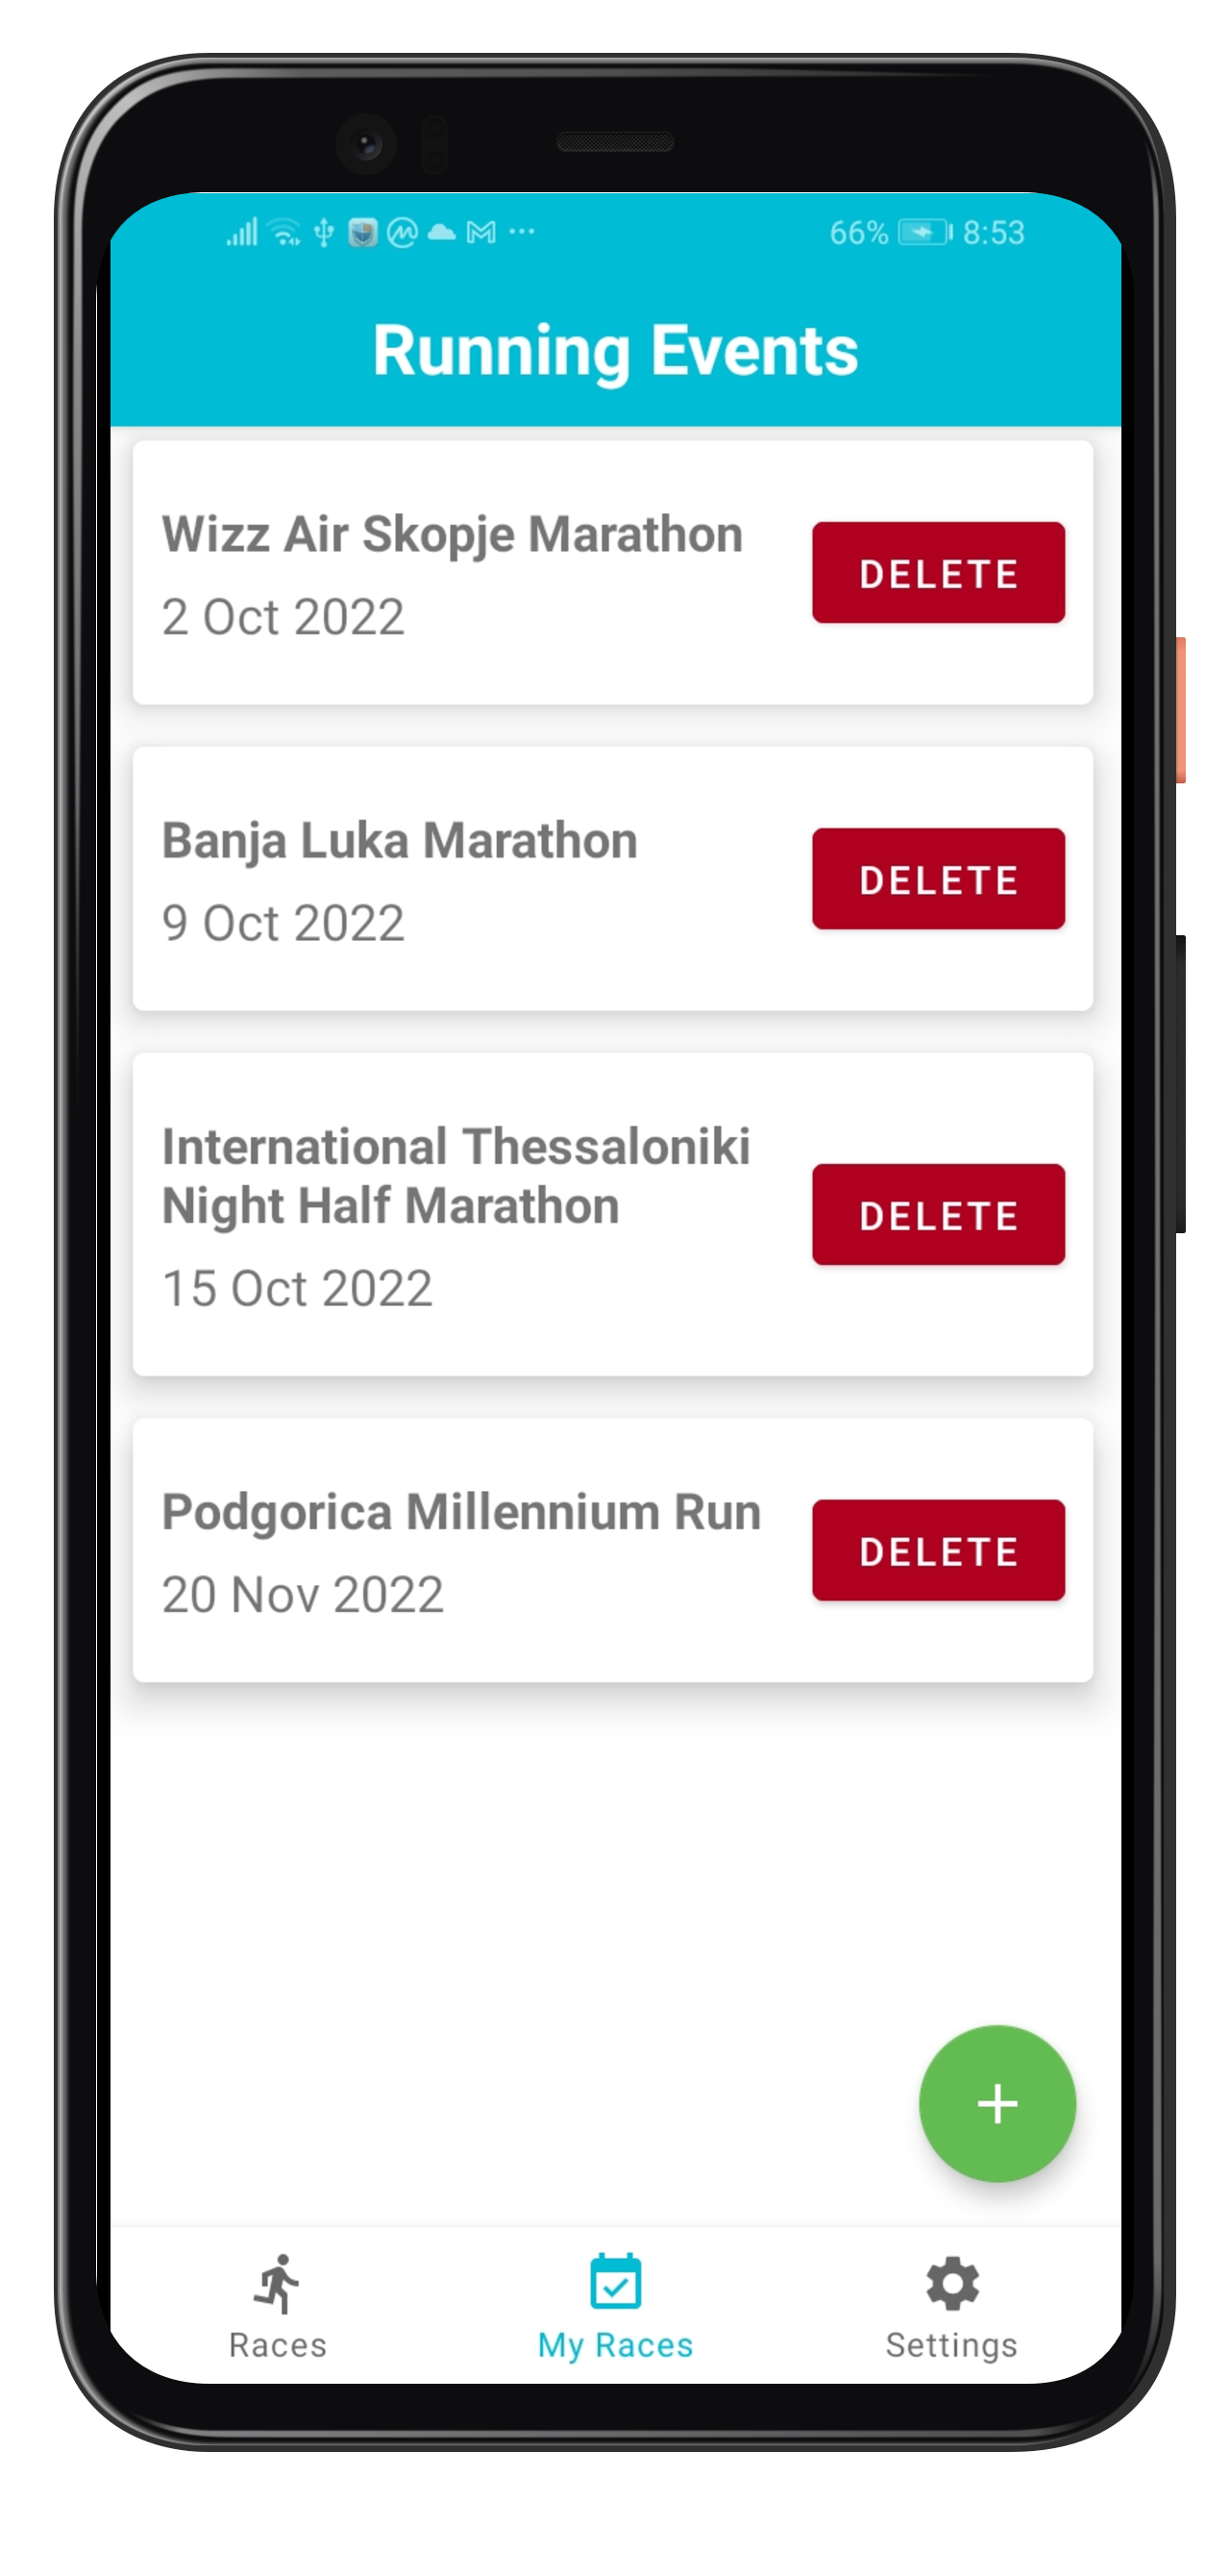 66% 8:53
Running Events
Wizz Air Skopje Marathon
2 Oct 2022
DELETE
Banja Luka Marathon
9 Oct 2022
DELETE
International Thessaloniki
Night Half Marathon
15 Oct 2022
DELETE
Podgorica Millennium Run
20 Nov 2022
DELETE
+
Races
My Races
Settings